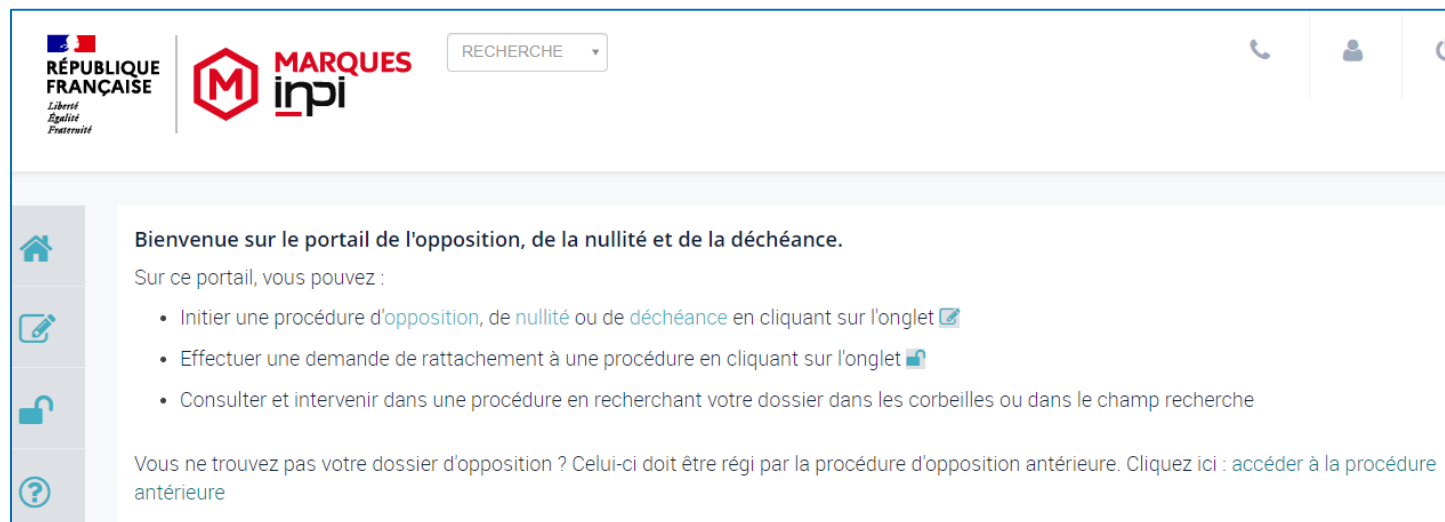 RÉPUBLIQUE
FRANÇAISE
Liberté
Égalité
Fraternité
M
MARQUES
inpi
RECHERCHE
Bienvenue sur le portail de l'opposition, de la nullité et de la déchéance.
Sur ce portail, vous pouvez :
• Initier une procédure d'opposition, de nullité ou de déchéance en cliquant sur l'onglet
• Effectuer une demande de rattachement à une procédure en cliquant sur l'onglet
• Consulter et intervenir dans une procédure en recherchant votre dossier dans les corbeilles ou dans le champ recherche
Vous ne trouvez pas votre dossier d'opposition ? Celui-ci doit être régi par la procédure d'opposition antérieure. Cliquez ici : accéder à la procédure
antérieure